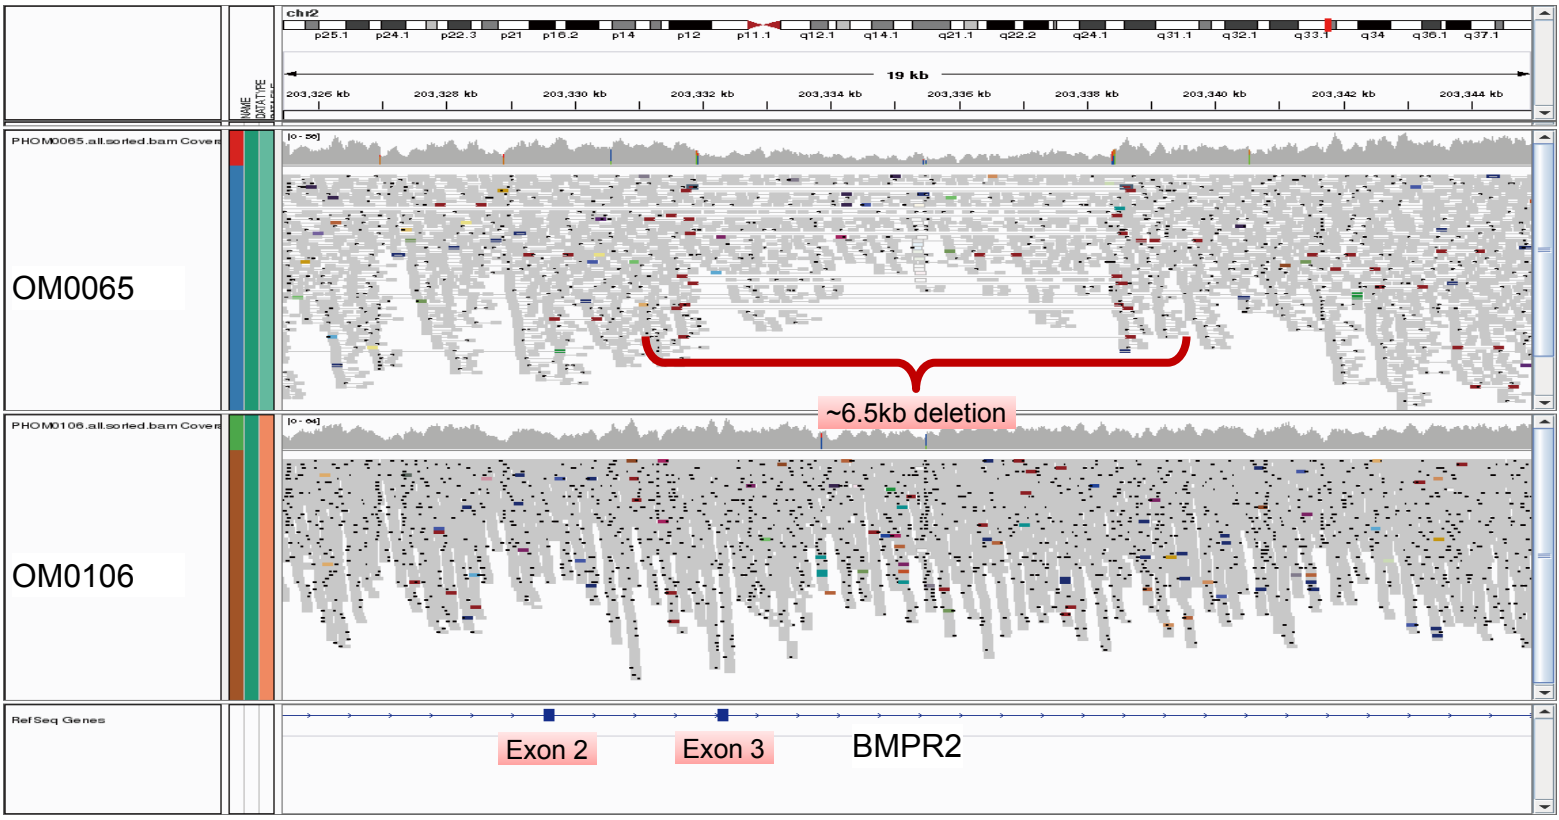 chr2
p25.1 p24.1 p22.3 p21 p16.2 p14 p12 p11.1 q12.1 q14.1 q21.1 q22.2 q24.1 q31.1 q32.1 q33.1 q34 q36.1 q37.1
19 kb
203,326 kb 203,328 kb 203,330 kb 203,332 kb 203,334 kb 203,336 kb 203,338 kb 203,340 kb 203,342 kb 203,344 kb
NAME
DATA TYPE
PHOM0065.all.sorted.bam Covera
[0 - 56]
OM0065
~6.5kb deletion
PHOM0106.all.sorted.bam Covera
[0 - 64]
OM0106
RefSeq Genes
Exon 2
Exon 3
BMPR2